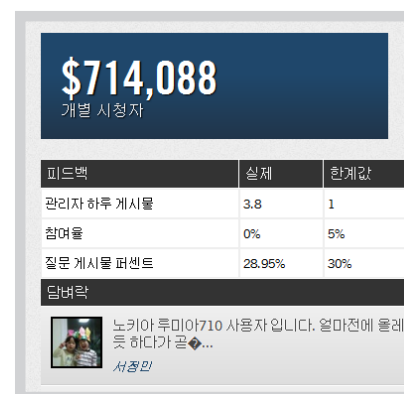 $714,088
개별 시청자
피드백 실제 한계값
관리자 하루 게시물 3.8 1
참여율 0% 5%
질문 게시물 퍼센트 28.95% 30%
담벼락
노키아 루미아710 사용자 입니다. 얼마전에 올레
듯 하다가 곧�...
서정민